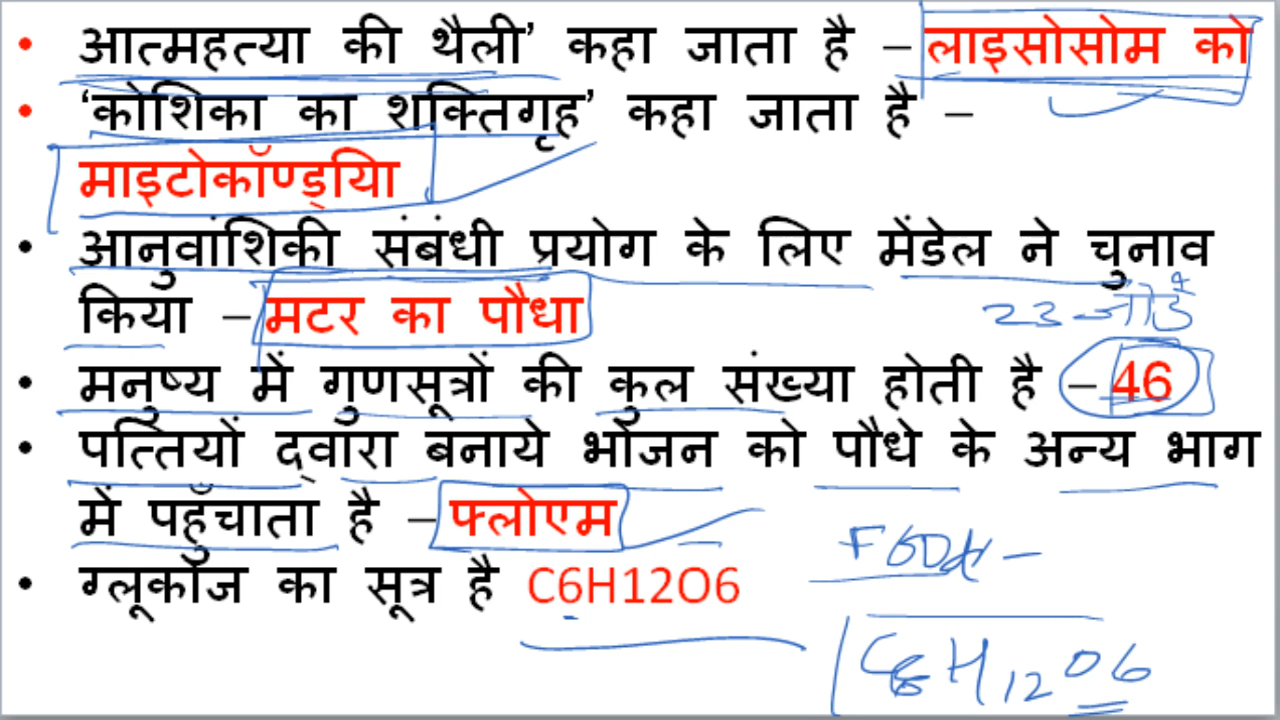 • आत्महत्या की थैली’ कहा जाता है – लाइसोसोम को
• ‘कोशिका का शक्तिगृह’ कहा जाता है –
माइटोकॉण्ड्रिया
• आनुवांशिकी संबंधी प्रयोग के लिए मेंडेल ने चुनाव
किया – मटर का पौधा
23 जोड़े
• मनुष्य में गुणसूत्रों की कुल संख्या होती है – 46
• पत्तियों द्वारा बनाये भोजन को पौधे के अन्य भाग
में पहुँचाता है – फ्लोएम
• ग्लूकोज का सूत्र है C6H12O6
C6H12O6